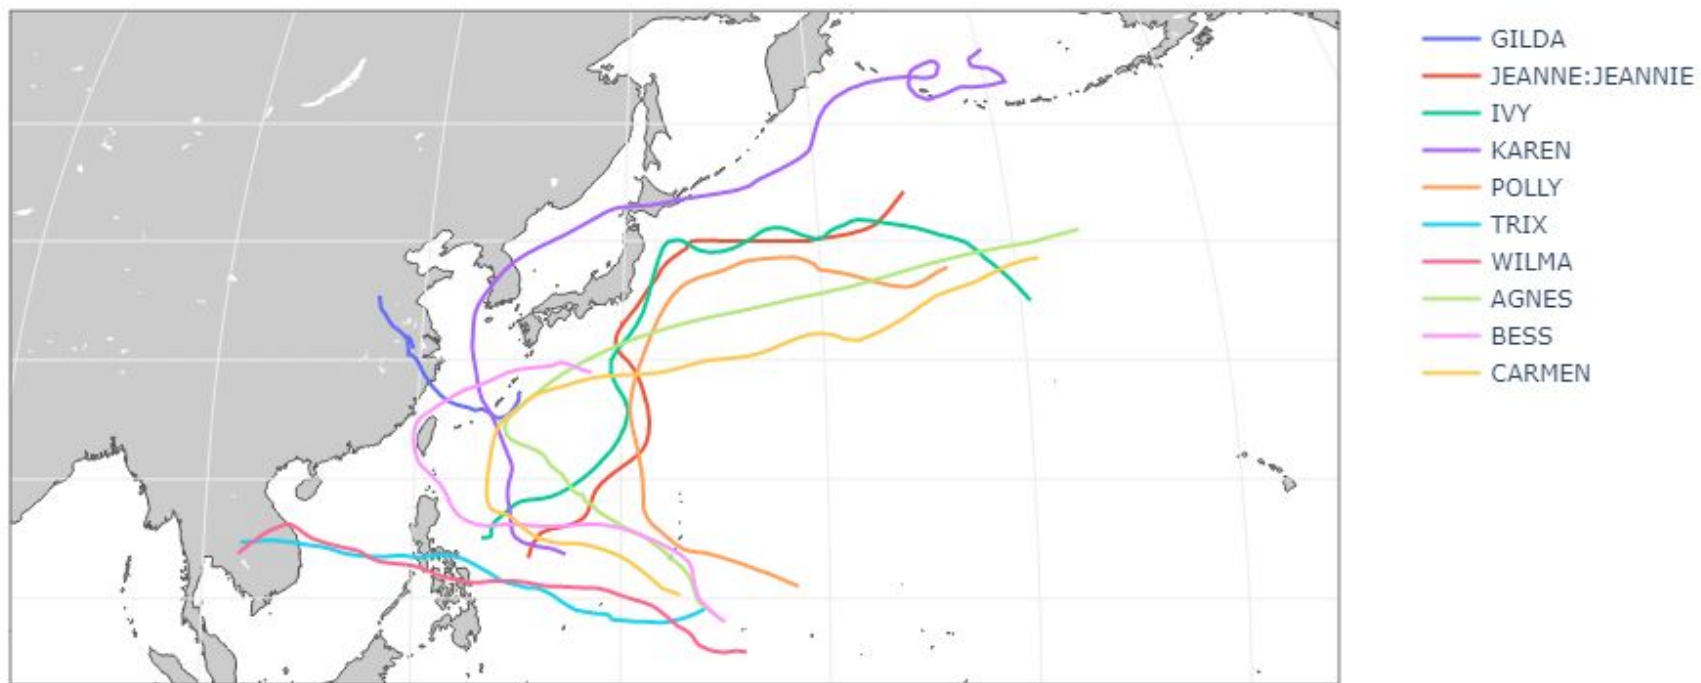 GILDA
JEANNE:JEANNIE
IVY
KAREN
POLLY
TRIX
WILMA
AGNES
BESS
CARMEN